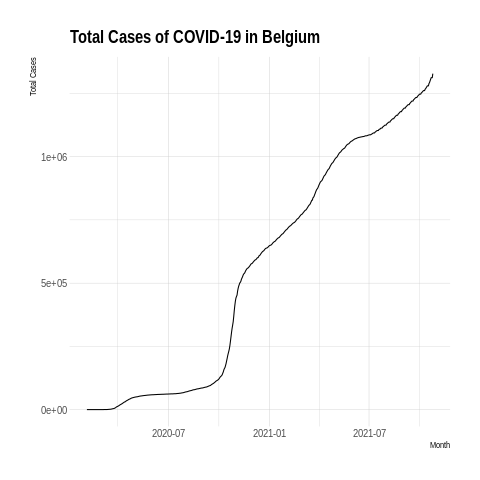 Total Cases of COVID-19 in Belgium
Total Cases
1e+06
5e+05
0e+00
2020-07
2021-01
2021-07
Month